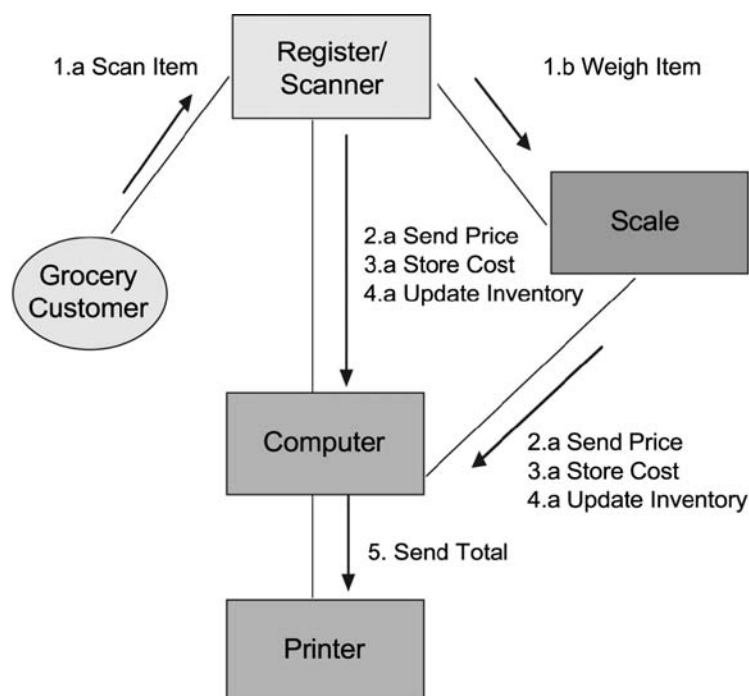 Register/
Scanner
1.a Scan Item
1.b Weigh Item
Scale
2.a Send Price
3.a Store Cost
4.a Update Inventory
Grocery
Customer
Computer
2.a Send Price
3.a Store Cost
4.a Update Inventory
5. Send Total
Printer